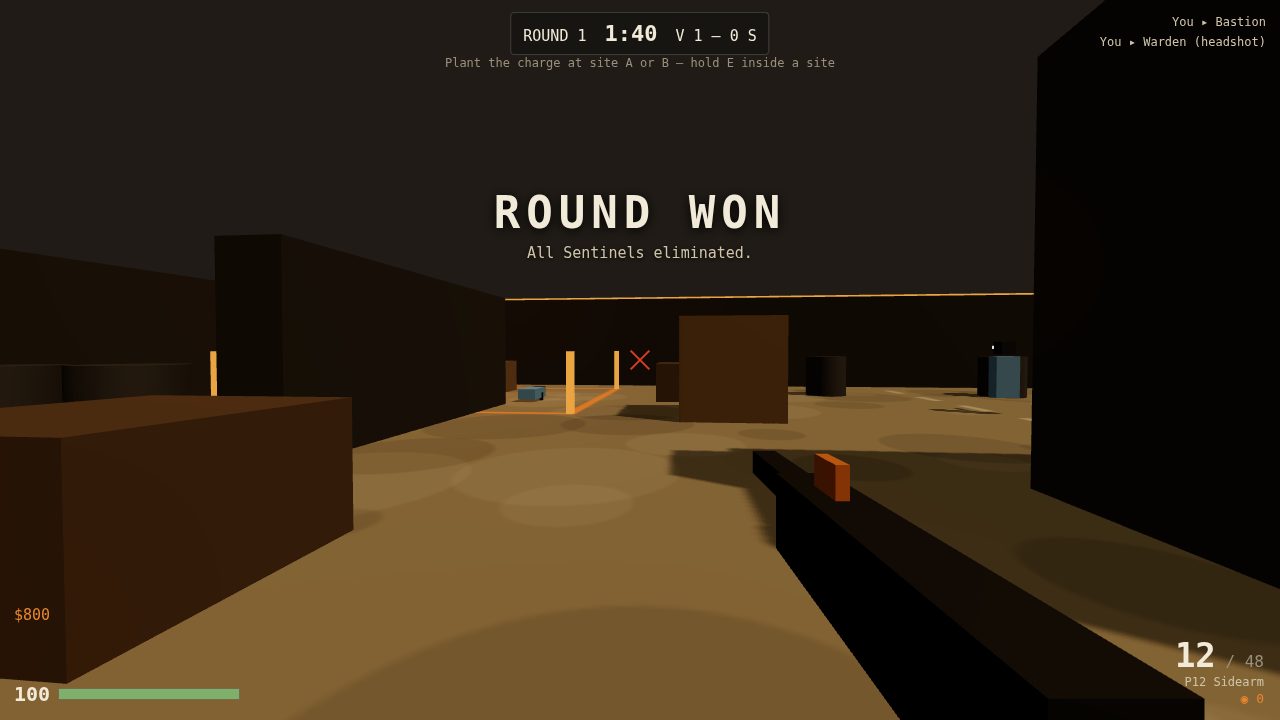 ROUND 1 1:40 V 1 — 0 S
Plant the charge at site A or B — hold E inside a site
You ▸ Bastion
You ▸ Warden (headshot)
ROUND WON
All Sentinels eliminated.
$800
100
12 / 48
P12 Sidearm
◉ 0